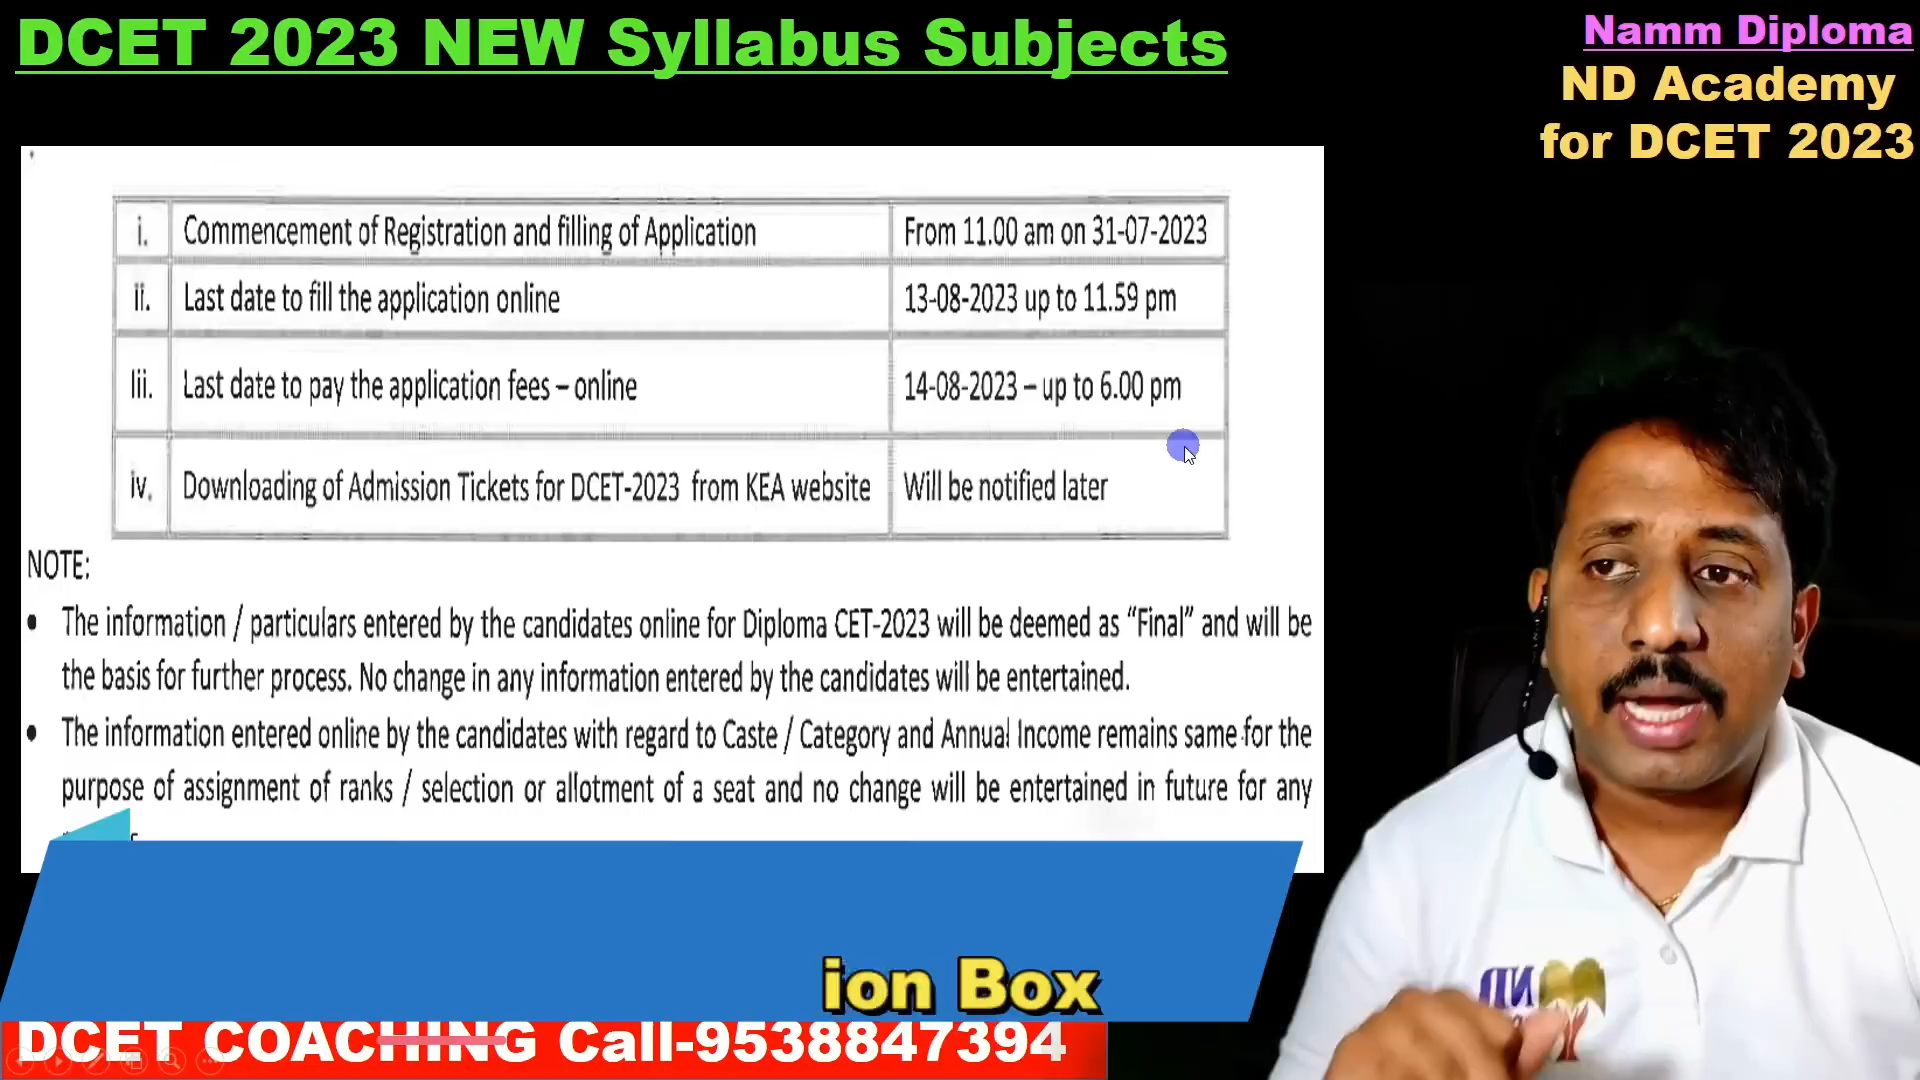 DCET 2023 NEW Syllabus Subjects
Namm Diploma
ND Academy
for DCET 2023
i. Commencement of Registration and filling of Application From 11.00 am on 31-07-2023
ii. Last date to fill the application online 13-08-2023 up to 11.59 pm
Iii. Last date to pay the application fees – online 14-08-2023 – up to 6.00 pm
iv. Downloading of Admission Tickets for DCET-2023 from KEA website Will be notified later
NOTE:
• The information / particulars entered by the candidates online for Diploma CET-2023 will be deemed as “Final” and will be
the basis for further process. No change in any information entered by the candidates will be entertained.
• The information entered online by the candidates with regard to Caste / Category and Annual Income remains same for the
purpose of assignment of ranks / selection or allotment of a seat and no change will be entertained in future for any
ion Box
DCET COACHING Call-9538847394
ND